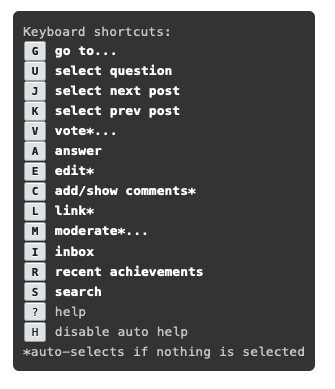 Keyboard shortcuts:
G go to...
U select question
J select next post
K select prev post
V vote*...
A answer
E edit*
C add/show comments*
L link*
M moderate*...
I inbox
R recent achievements
S search
? help
H disable auto help
*auto-selects if nothing is selected